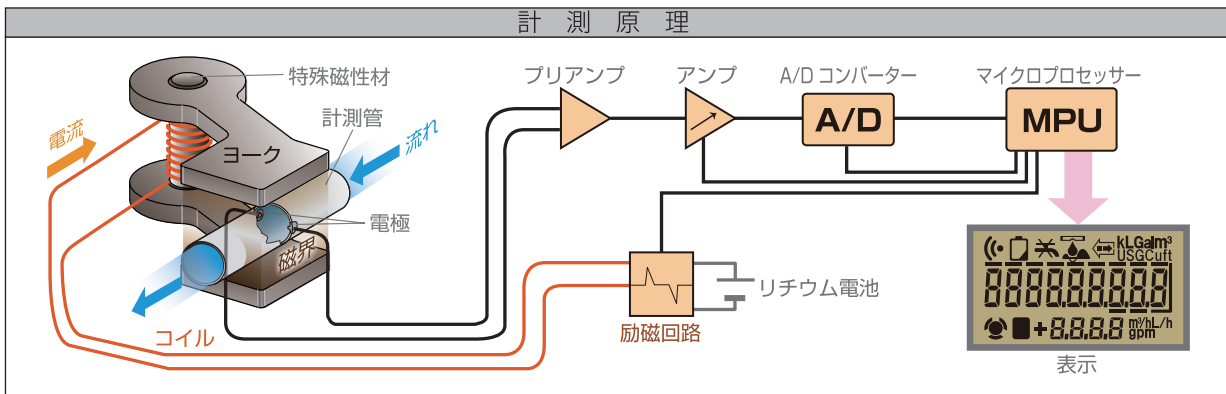 計測原理
特殊磁性材
計測管
電流
ヨーク
流れ
電極
磁界
コイル
プリアンプ
アンプ
A/D コンバーター
A/D
マイクロプロセッサー
MPU
励磁回路
リチウム電池
kLGalm³
USGCuft
888888888
+8.8.8.8 m³/hL/h
gpm
表示